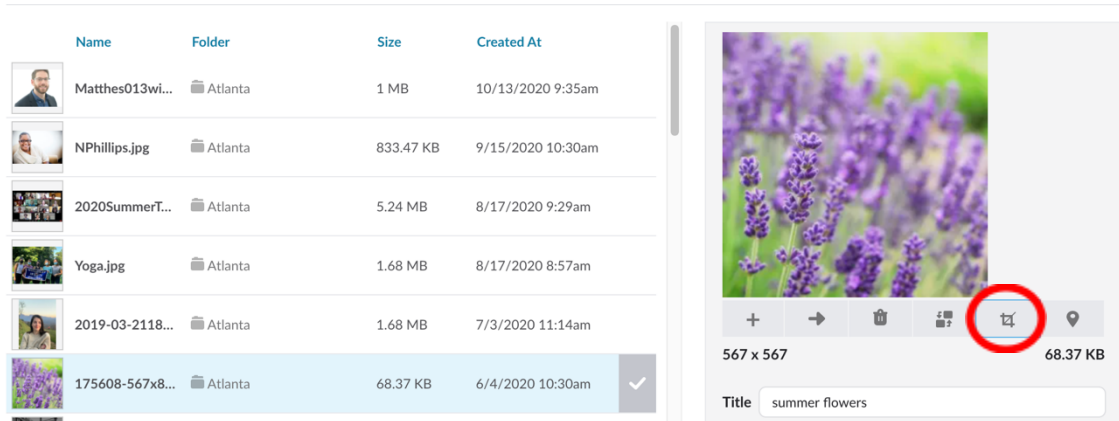 Name Folder Size Created At
Matthes013wi... Atlanta 1 MB 10/13/2020 9:35am
NPhillips.jpg Atlanta 833.47 KB 9/15/2020 10:30am
2020SummerT... Atlanta 5.24 MB 8/17/2020 9:29am
Yoga.jpg Atlanta 1.68 MB 8/17/2020 8:57am
2019-03-2118... Atlanta 1.68 MB 7/3/2020 11:14am
175608-567x8... Atlanta 68.37 KB 6/4/2020 10:30am
567 x 567 68.37 KB
Title summer flowers